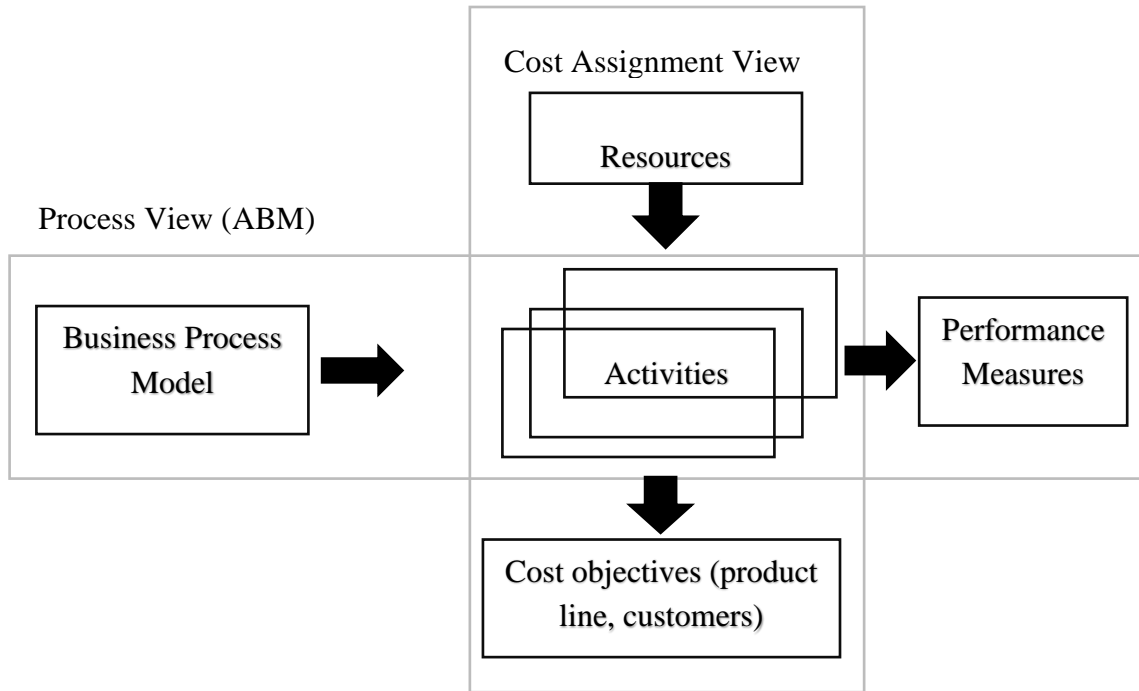 Cost Assignment View
Resources
Process View (ABM)
Business Process
Model
Activities
Performance
Measures
Cost objectives (product
line, customers)